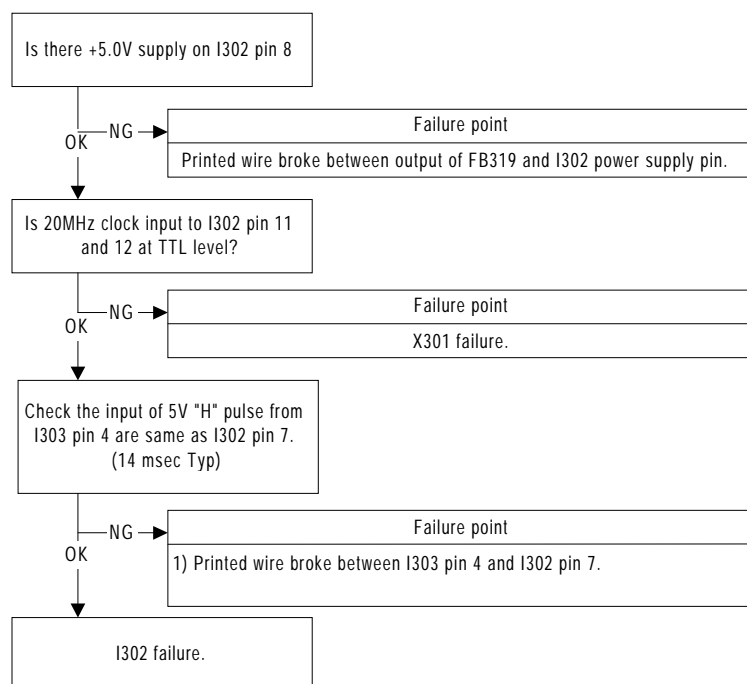 Is there +5.0V supply on I302 pin 8
NG
Failure point
OK
Printed wire broke between output of FB319 and I302 power supply pin.
Is 20MHz clock input to I302 pin 11
and 12 at TTL level?
NG
Failure point
OK
X301 failure.
Check the input of 5V "H" pulse from
I303 pin 4 are same as I302 pin 7.
(14 msec Typ)
NG
Failure point
OK
1) Printed wire broke between I303 pin 4 and I302 pin 7.
I302 failure.